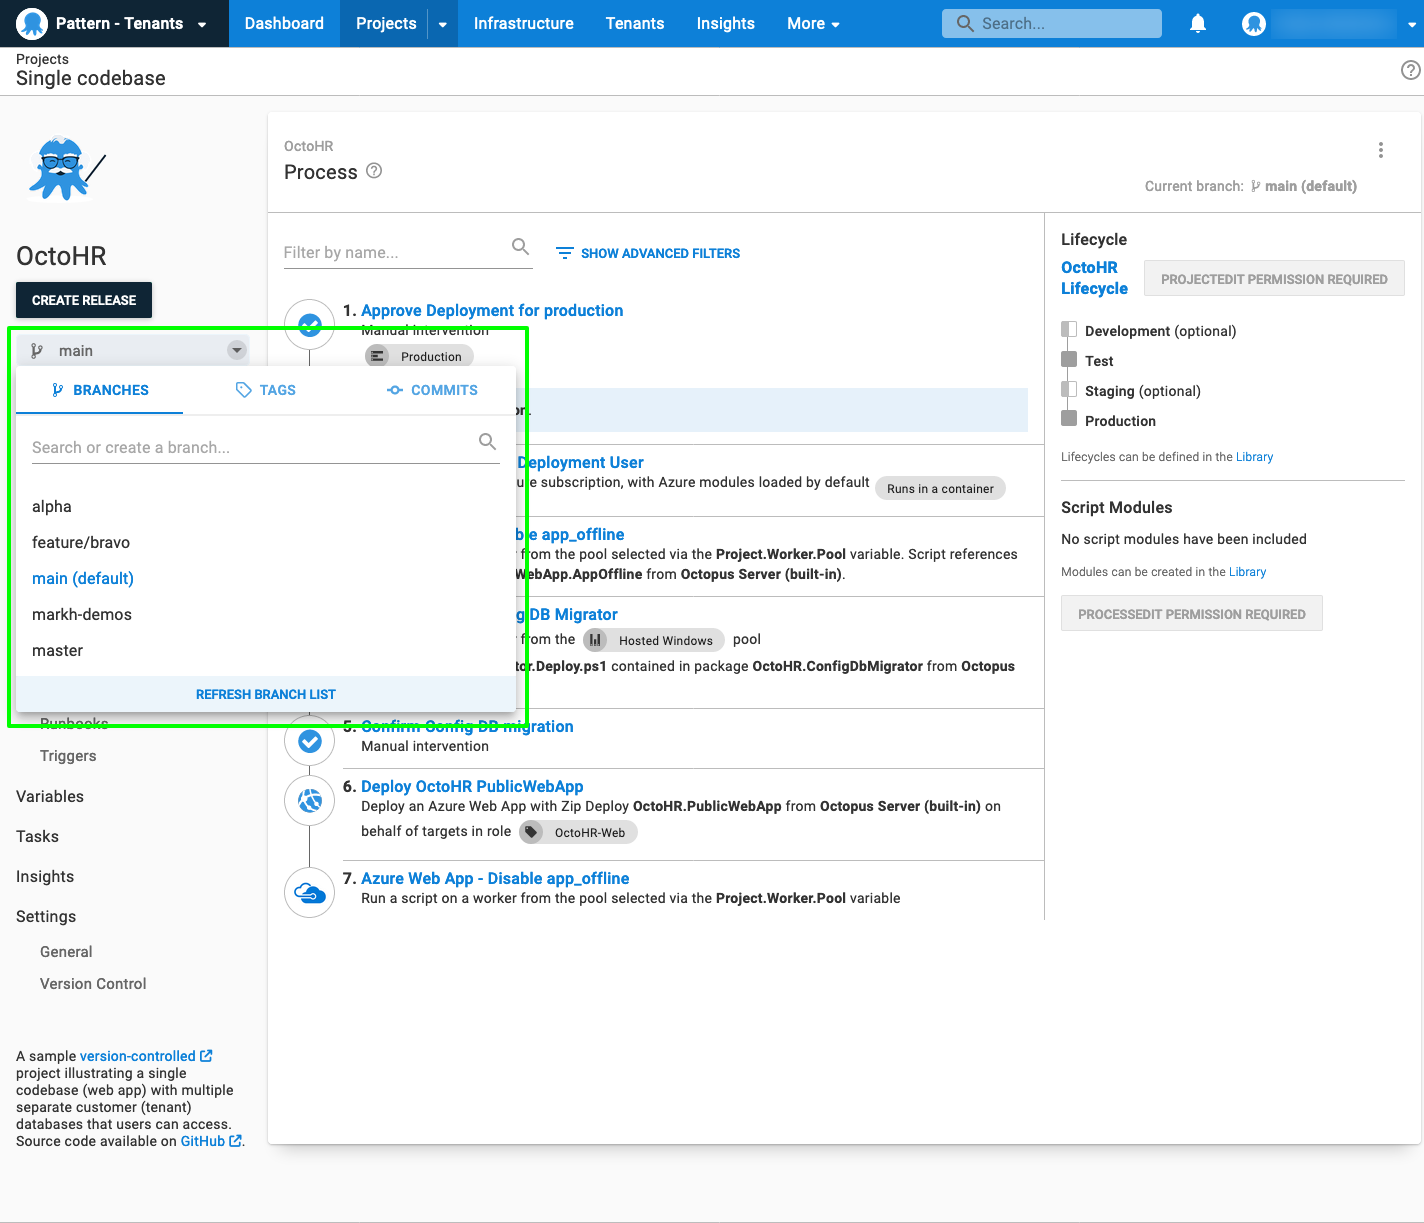 Pattern - Tenants
Dashboard
Projects
Infrastructure
Tenants
Insights
More
Search...
Projects
Single codebase
OctoHR
CREATE RELEASE
main
BRANCHES
TAGS
COMMITS
Search or create a branch...
alpha
feature/bravo
main (default)
markh-demos
master
REFRESH BRANCH LIST
Runbooks
Triggers
Variables
Tasks
Insights
Settings
General
Version Control
A sample version-controlled
project illustrating a single
codebase (web app) with multiple
separate customer (tenant)
databases that users can access.
Source code available on GitHub.
OctoHR
Process
Current branch: main (default)
Filter by name...
SHOW ADVANCED FILTERS
1. Approve Deployment for production
Manual intervention
Production
on.
Deployment User
ure subscription, with Azure modules loaded by default
Runs in a container
ble app_offline
from the pool selected via the Project.Worker.Pool variable. Script references
WebApp.AppOffline from Octopus Server (built-in).
g DB Migrator
from the Hosted Windows pool
tor.Deploy.ps1 contained in package OctoHR.ConfigDbMigrator from Octopus
5. Confirm Config DB migration
Manual intervention
6. Deploy OctoHR PublicWebApp
Deploy an Azure Web App with Zip Deploy OctoHR.PublicWebApp from Octopus Server (built-in) on
behalf of targets in role OctoHR-Web
7. Azure Web App - Disable app_offline
Run a script on a worker from the pool selected via the Project.Worker.Pool variable
Lifecycle
OctoHR
Lifecycle
PROJECTEDIT PERMISSION REQUIRED
Development (optional)
Test
Staging (optional)
Production
Lifecycles can be defined in the Library
Script Modules
No script modules have been included
Modules can be created in the Library
PROCESSEDIT PERMISSION REQUIRED